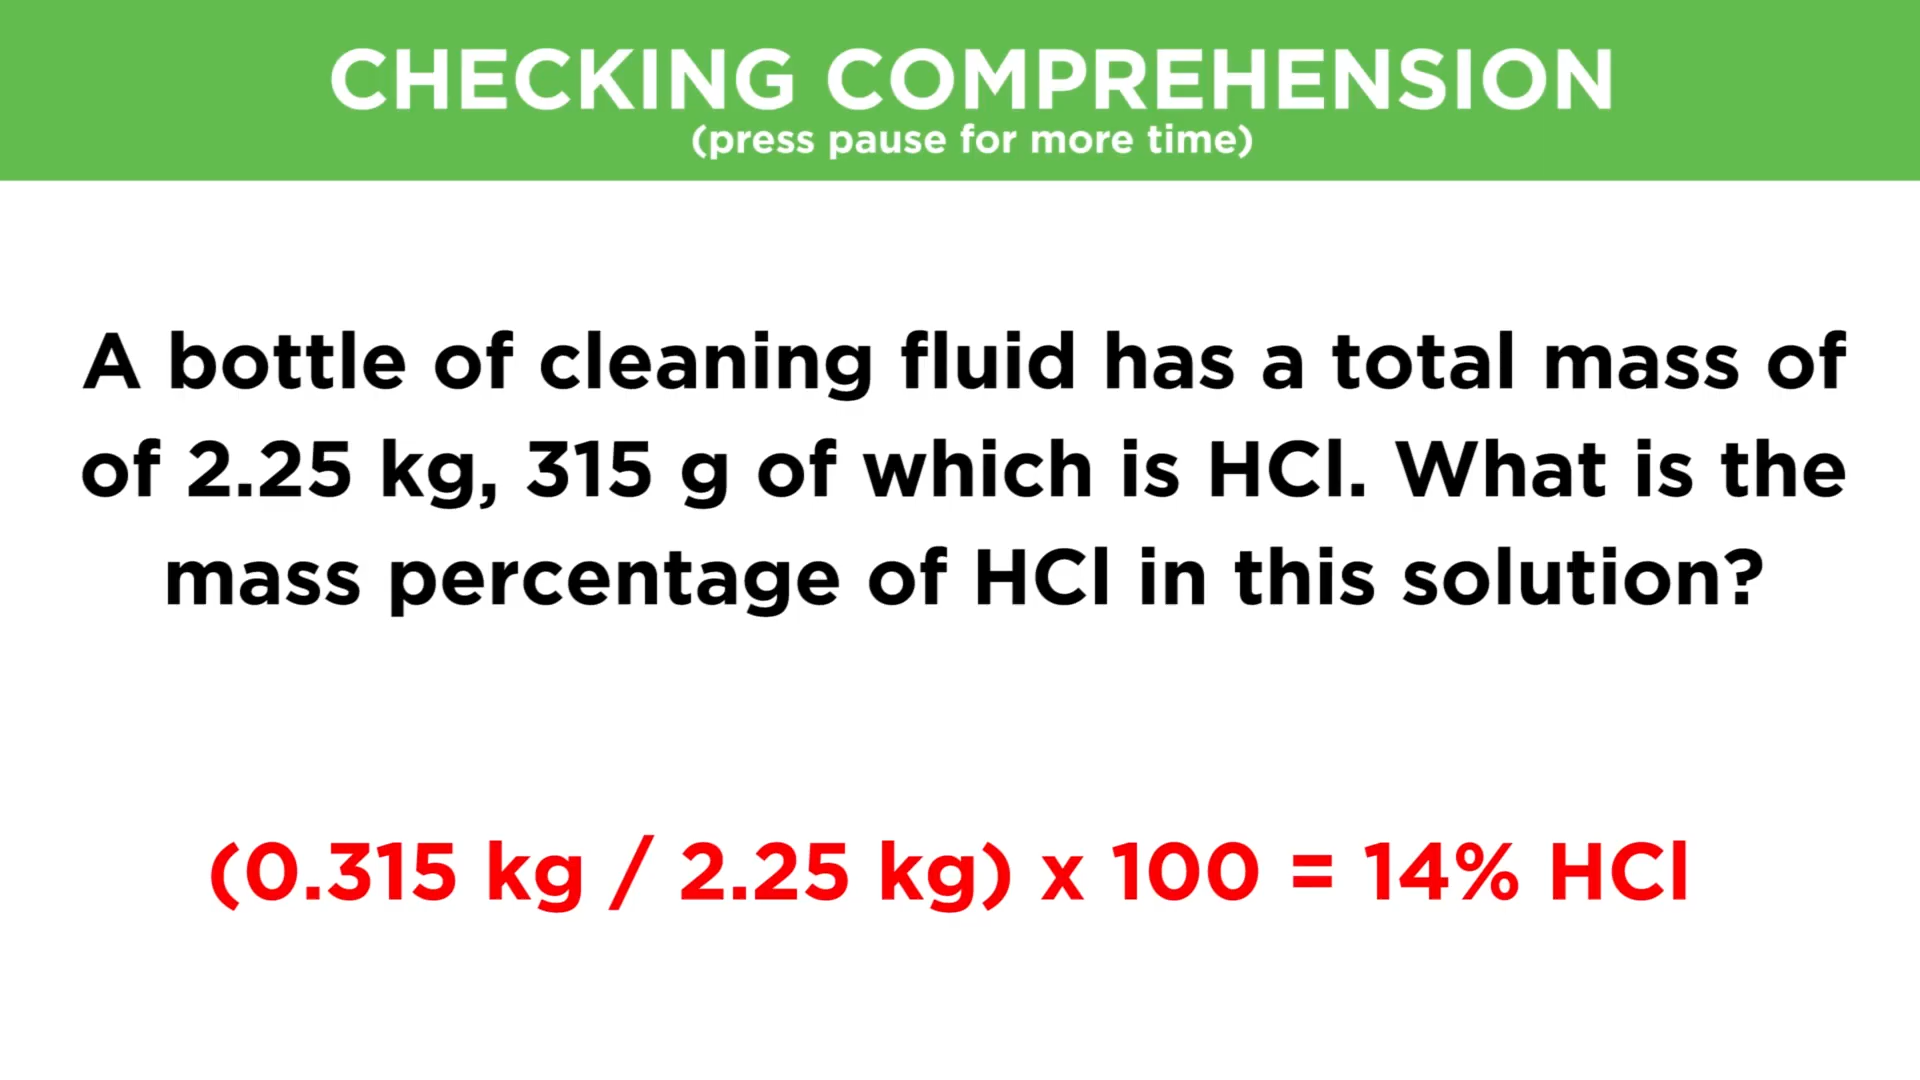 CHECKING COMPREHENSION
(press pause for more time)
A bottle of cleaning fluid has a total mass of
of 2.25 kg, 315 g of which is HCl. What is the
mass percentage of HCl in this solution?
(0.315 kg / 2.25 kg) x 100 = 14% HCl